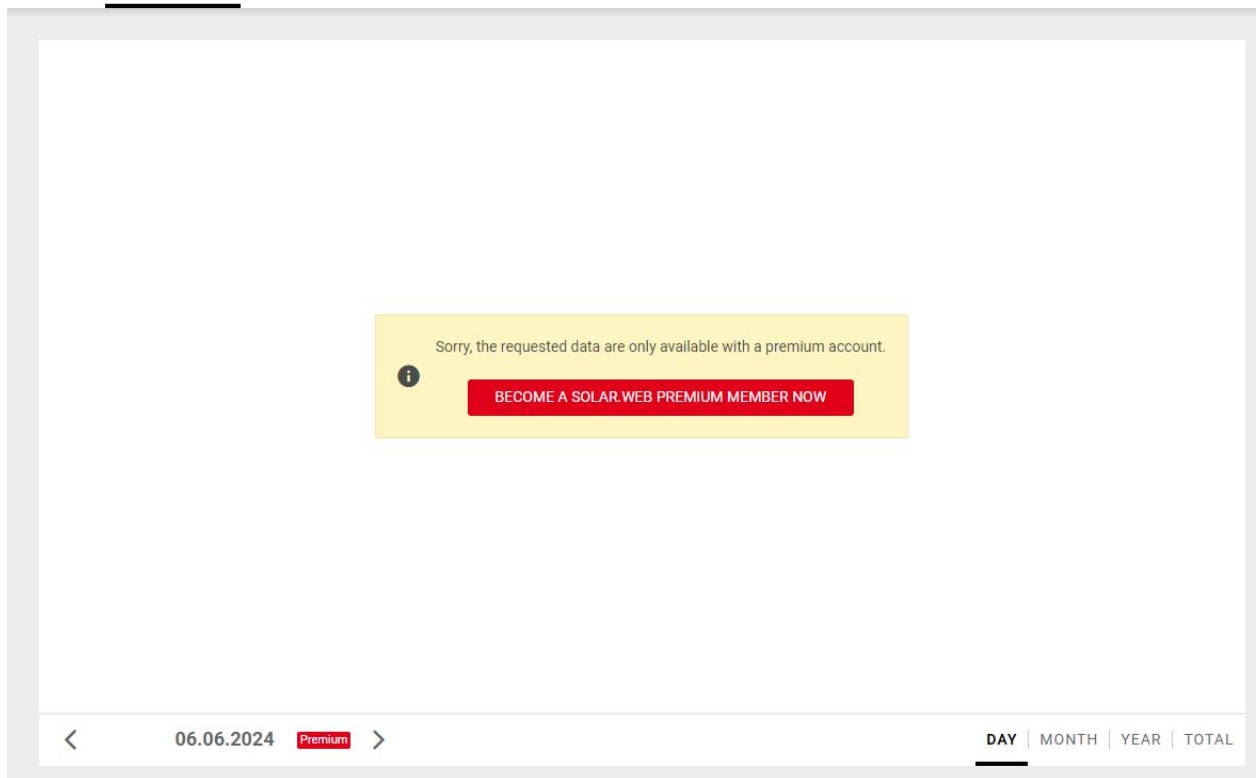 Sorry, the requested data are only available with a premium account.
BECOME A SOLAR.WEB PREMIUM MEMBER NOW
06.06.2024 Premium DAY MONTH YEAR TOTAL